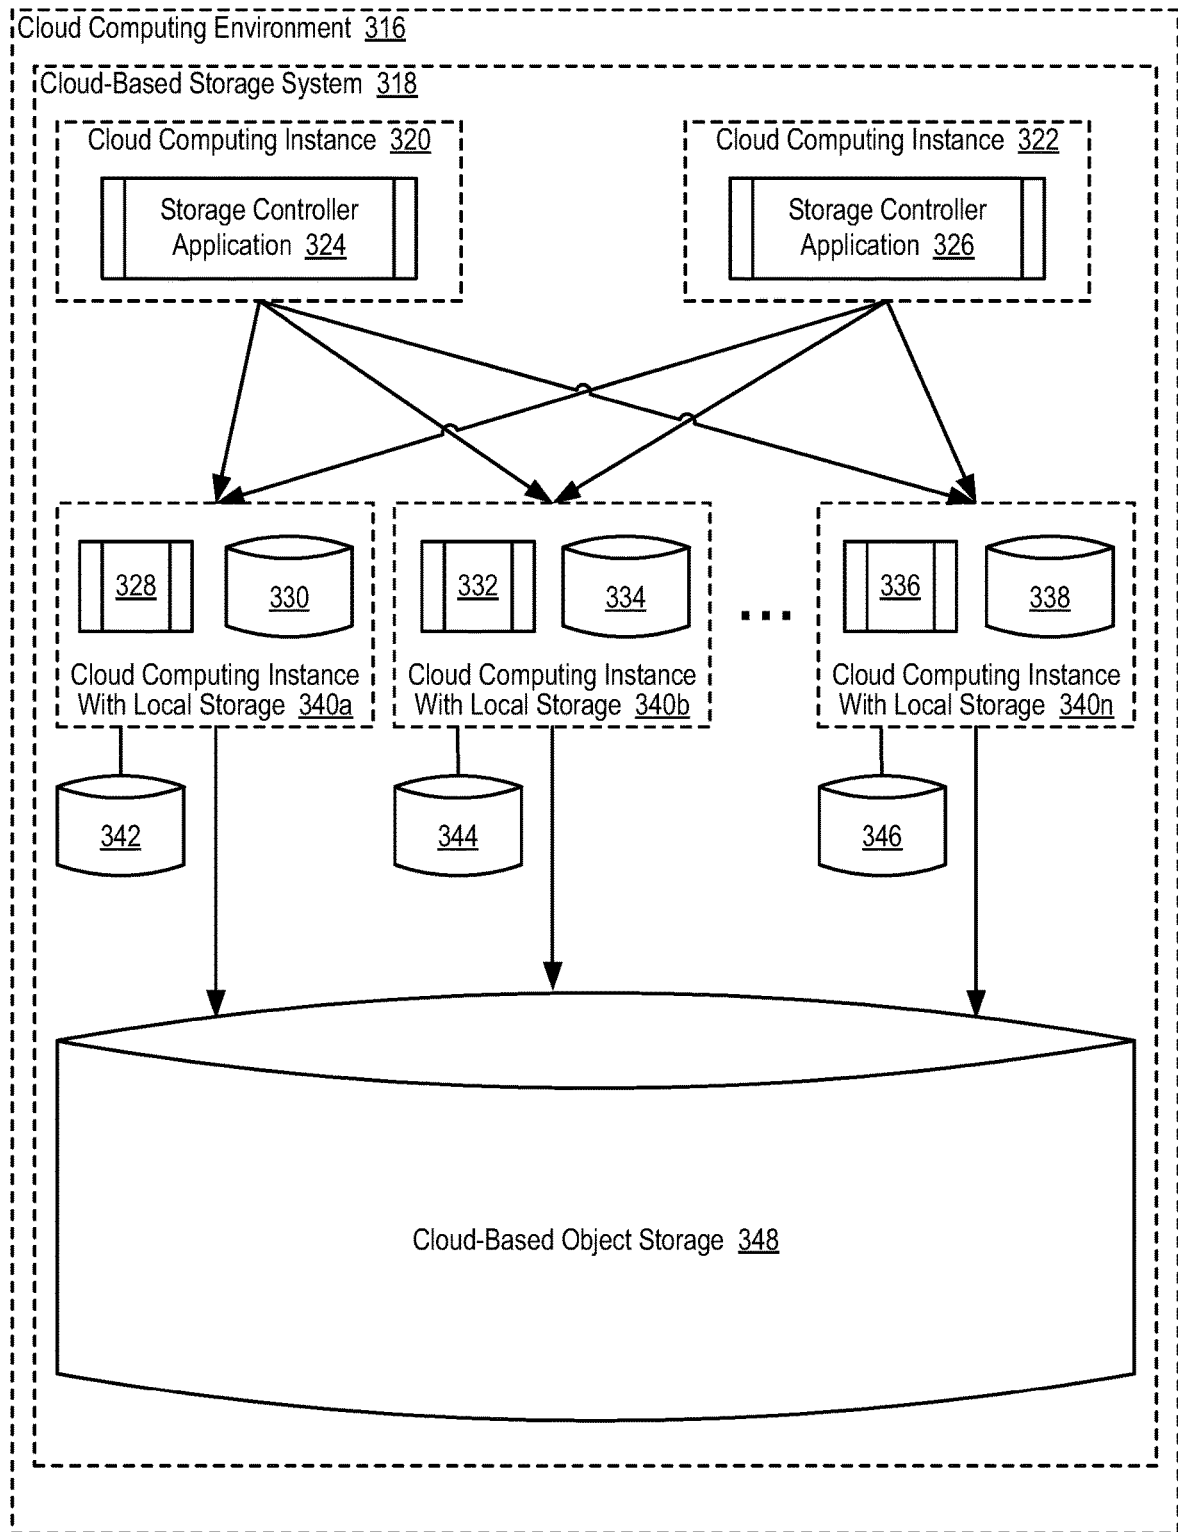 Cloud Computing Environment 316
Cloud-Based Storage System 318
Cloud Computing Instance 320
Storage Controller
Application 324
Cloud Computing Instance 322
Storage Controller
Application 326
328
330
Cloud Computing Instance
With Local Storage 340a
332
334
Cloud Computing Instance
With Local Storage 340b
...
336
338
Cloud Computing Instance
With Local Storage 340n
342
344
346
Cloud-Based Object Storage 348